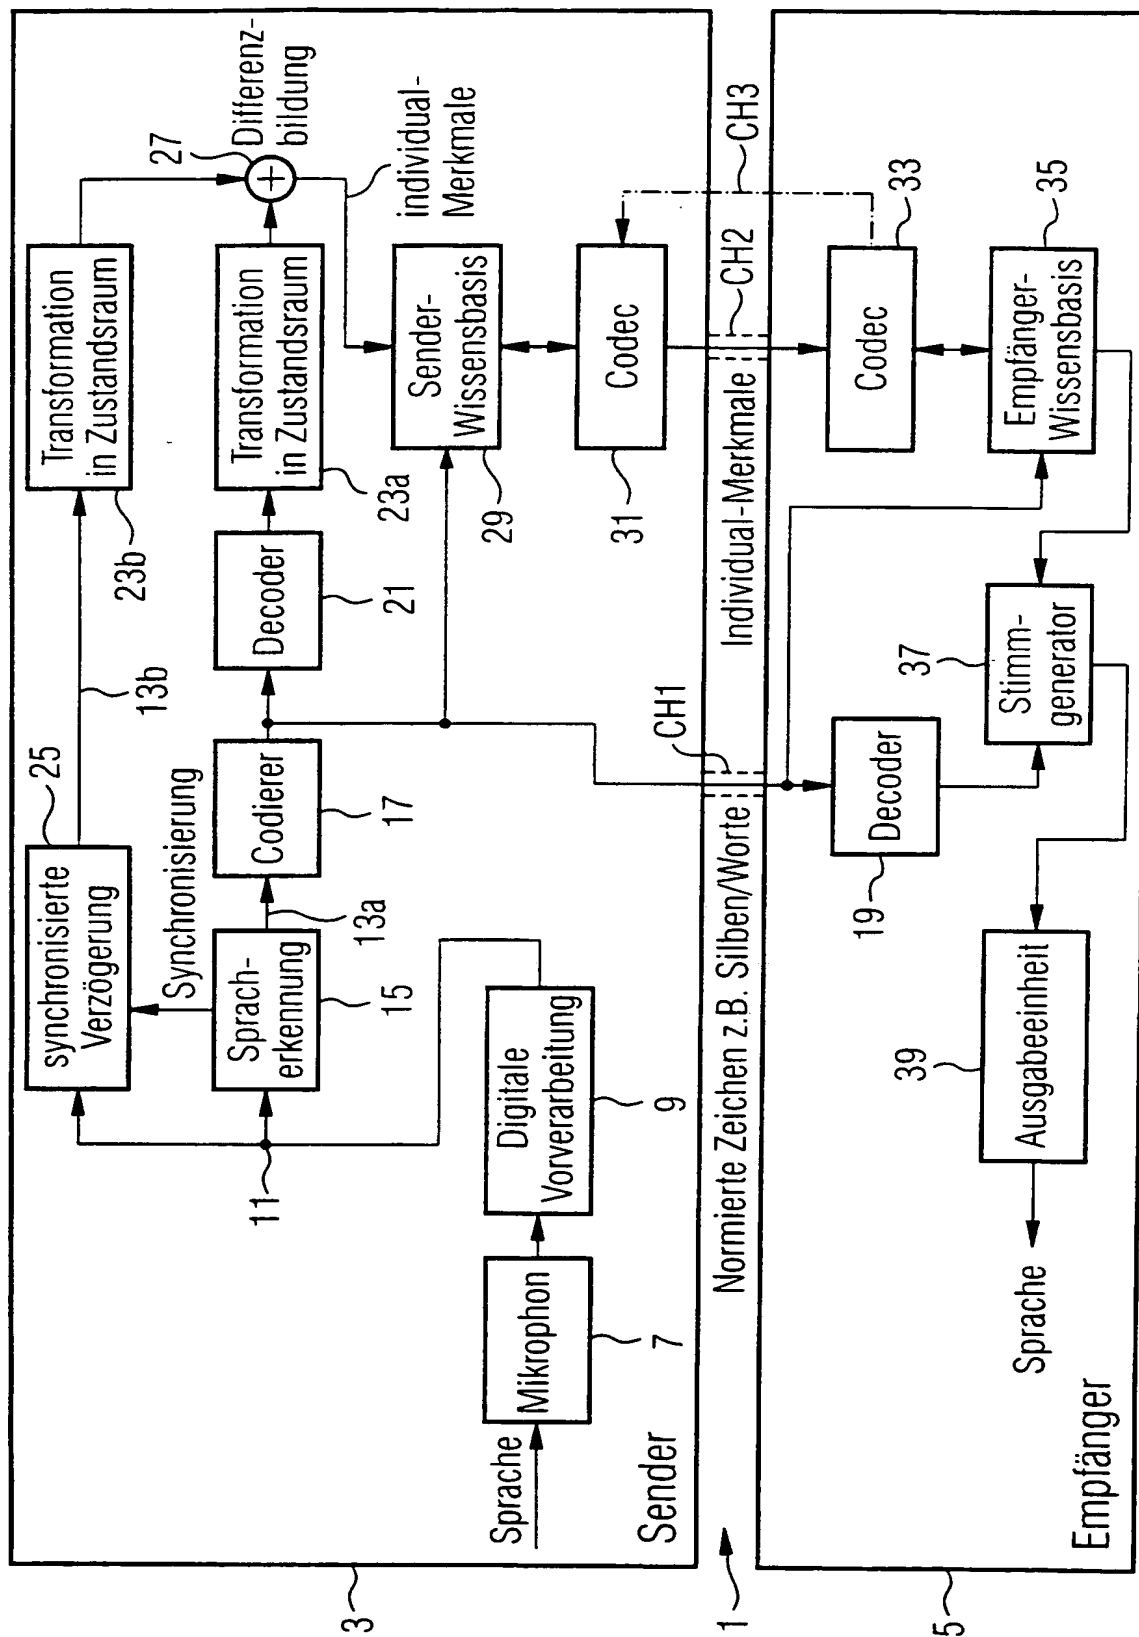 3
Sender
Sprache
Mikrophon
7
Digitale
Vorverarbeitung
9
11
Sprach-
erkennung
15
Synchronisierung
synchronisierte
Verzögerung
25
13a
13b
Codierer
17
Decoder
21
Transformation
in Zustandsraum
23a
Transformation
in Zustandsraum
23b
27
Differenz-
bildung
individual-
Merkmale
Sender-
Wissensbasis
29
Codec
31
1
Normierte Zeichen z.B. Silben/Worte
CH1
Individual-Merkmale
CH2
CH3
5
Empfänger
Sprache
Ausgabeeinheit
39
Decoder
19
Stimm-
generator
37
Codec
33
Empfänger-
Wissensbasis
35